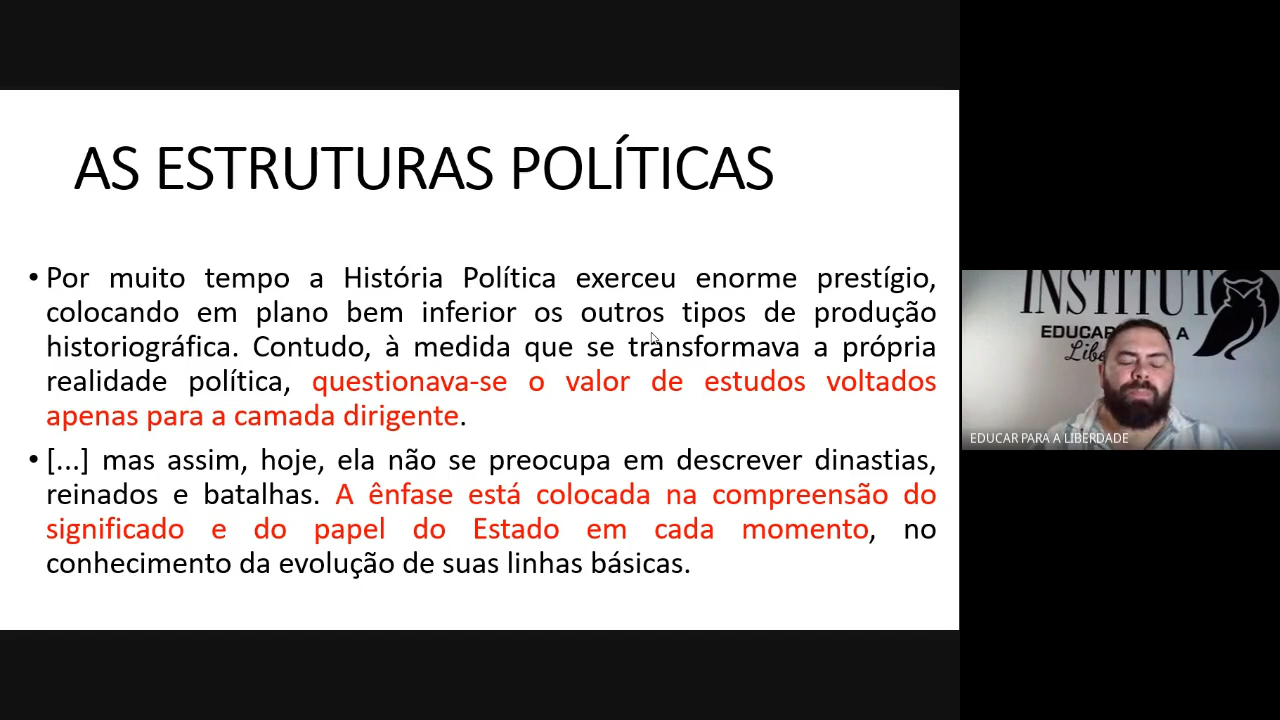 AS ESTRUTURAS POLÍTICAS
• Por muito tempo a História Política exerceu enorme prestígio,
colocando em plano bem inferior os outros tipos de produção
historiográfica. Contudo, à medida que se transformava a própria
realidade política, questionava-se o valor de estudos voltados
apenas para a camada dirigente.
• [...] mas assim, hoje, ela não se preocupa em descrever dinastias,
reinados e batalhas. A ênfase está colocada na compreensão do
significado e do papel do Estado em cada momento, no
conhecimento da evolução de suas linhas básicas.
INSTITUT
EDUCAR A A
EDUCAR PARA A LIBERDADE